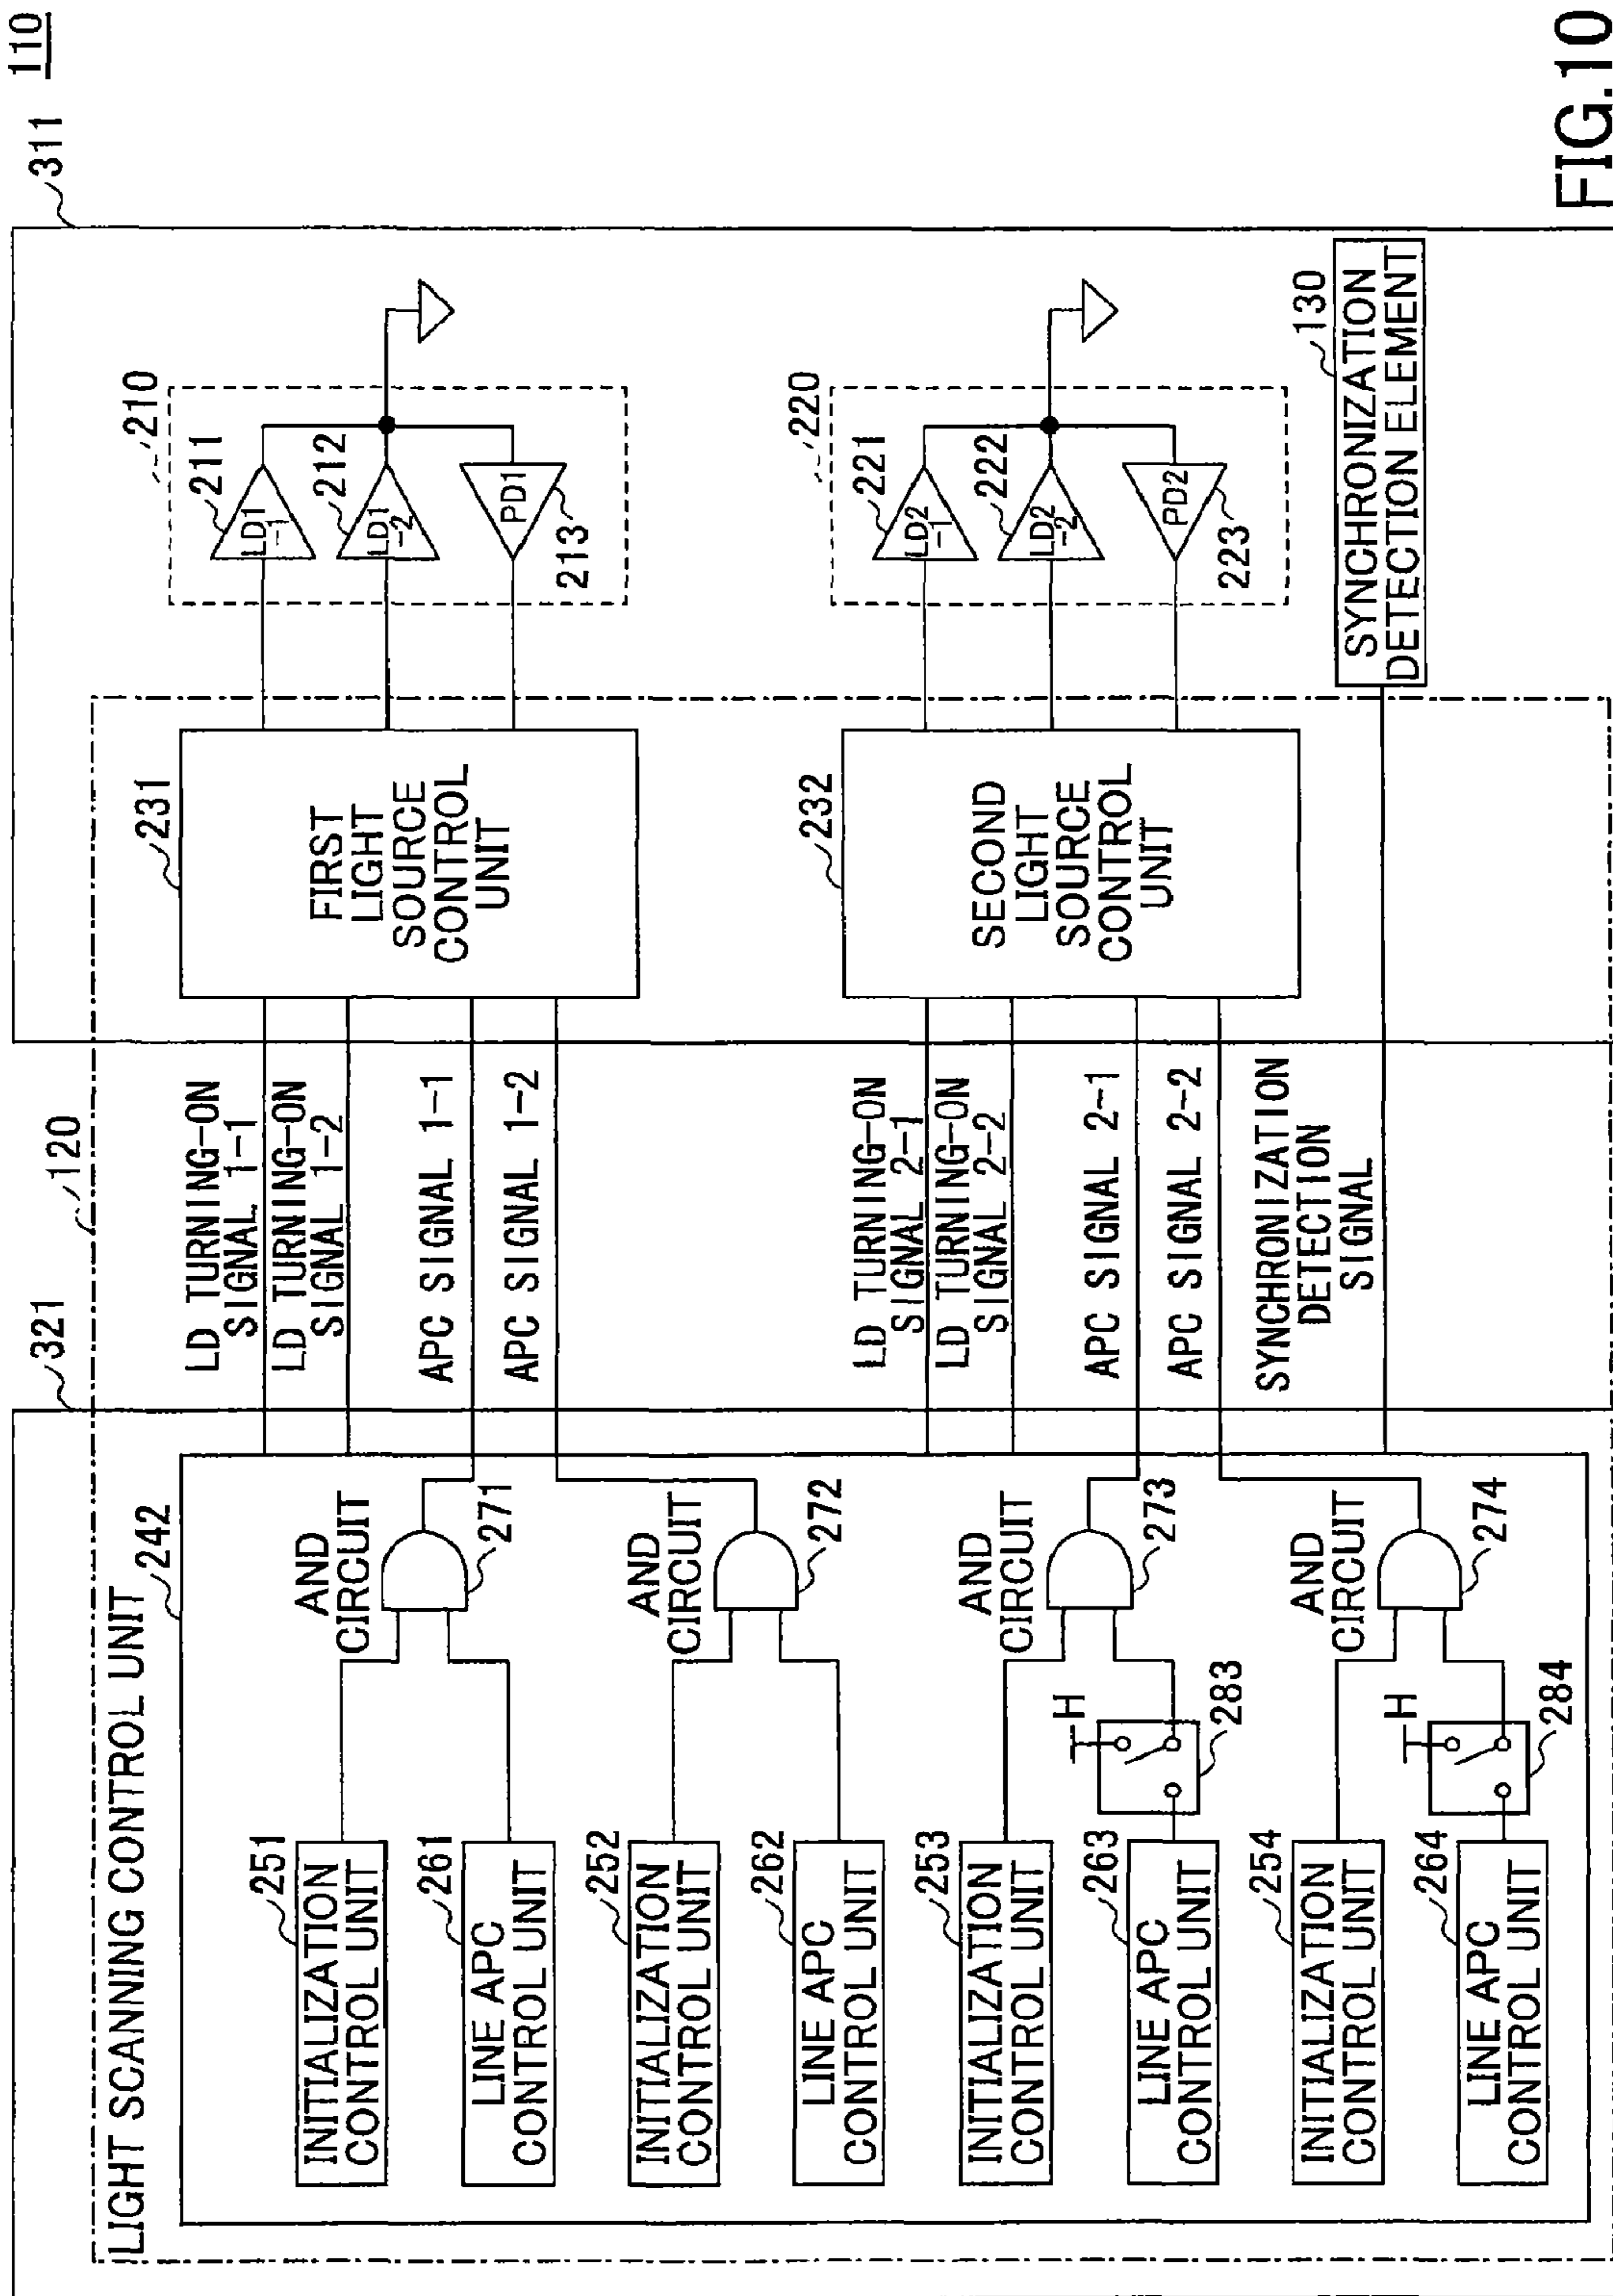 110
311
321
120
LIGHT SCANNING CONTROL UNIT
242
251
INITIALIZATION
CONTROL UNIT
261
LINE APC
CONTROL UNIT
AND
CIRCUIT
271
252
INITIALIZATION
CONTROL UNIT
262
LINE APC
CONTROL UNIT
AND
CIRCUIT
272
253
INITIALIZATION
CONTROL UNIT
263
LINE APC
CONTROL UNIT
H
283
AND
CIRCUIT
273
254
INITIALIZATION
CONTROL UNIT
264
LINE APC
CONTROL UNIT
H
284
AND
CIRCUIT
274
LD TURNING-ON
SIGNAL 1-1
LD TURNING-ON
SIGNAL 1-2
APC SIGNAL 1-1
APC SIGNAL 1-2
LD TURNING-ON
SIGNAL 2-1
LD TURNING-ON
SIGNAL 2-2
APC SIGNAL 2-1
APC SIGNAL 2-2
SYNCHRONIZATION
DETECTION
SIGNAL
231
FIRST
LIGHT
SOURCE
CONTROL
UNIT
232
SECOND
LIGHT
SOURCE
CONTROL
UNIT
210
211
LD1
-1
212
LD1
-2
PD1
213
220
221
LD2
-1
222
LD2
-2
PD2
223
130
SYNCHRONIZATION
DETECTION ELEMENT
FIG.10